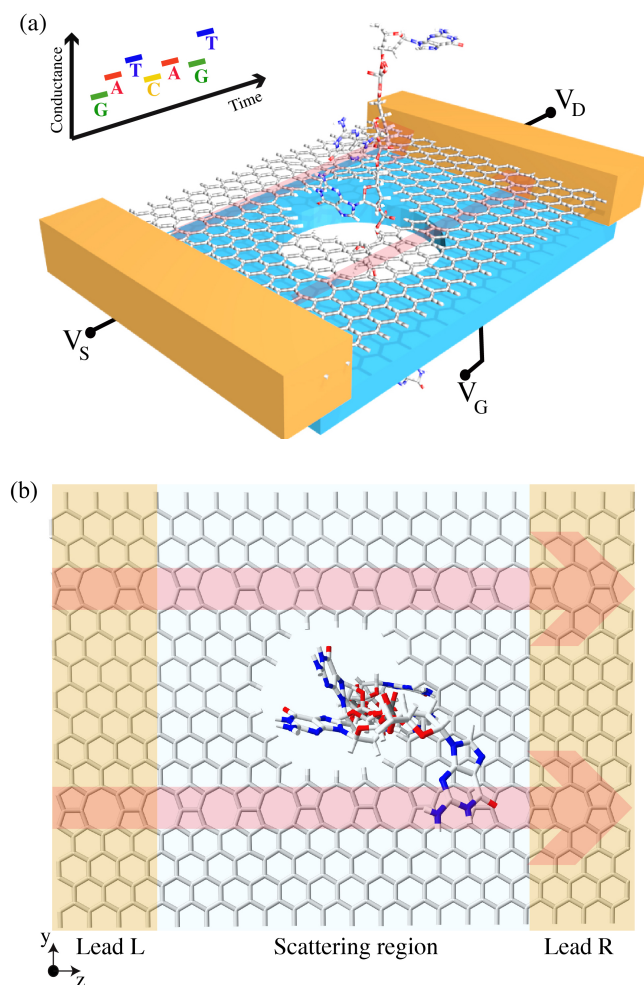 (a)
Conductance
G
A
T
C
A
G
T
Time
V_D
V_S
V_G
(b)
y
z
Lead L
Scattering region
Lead R